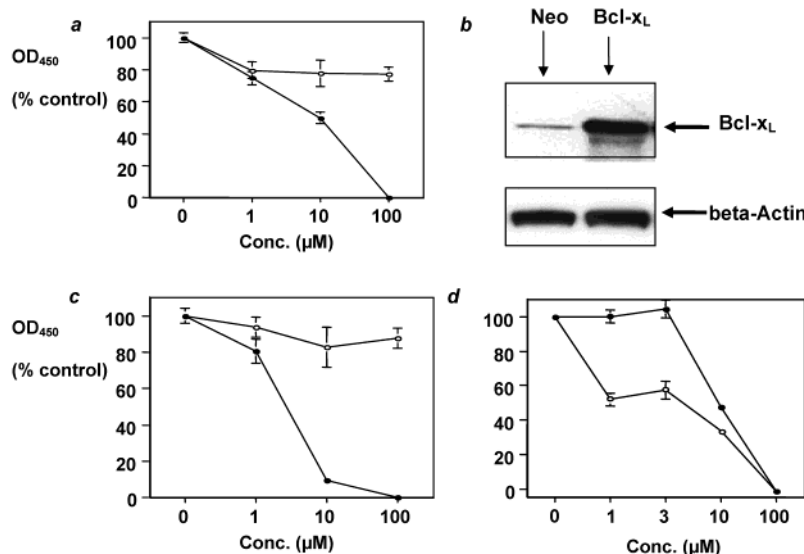 a
OD450
(% control)
100
80
60
40
20
0
0 1 10 100
Conc. (µM)
b
Neo Bcl-xL
Bcl-xL
beta-Actin
c
OD450
(% control)
100
80
60
40
20
0
0 1 10 100
Conc. (µM)
d
100
80
60
40
20
0
0 1 3 10 100
Conc. (µM)